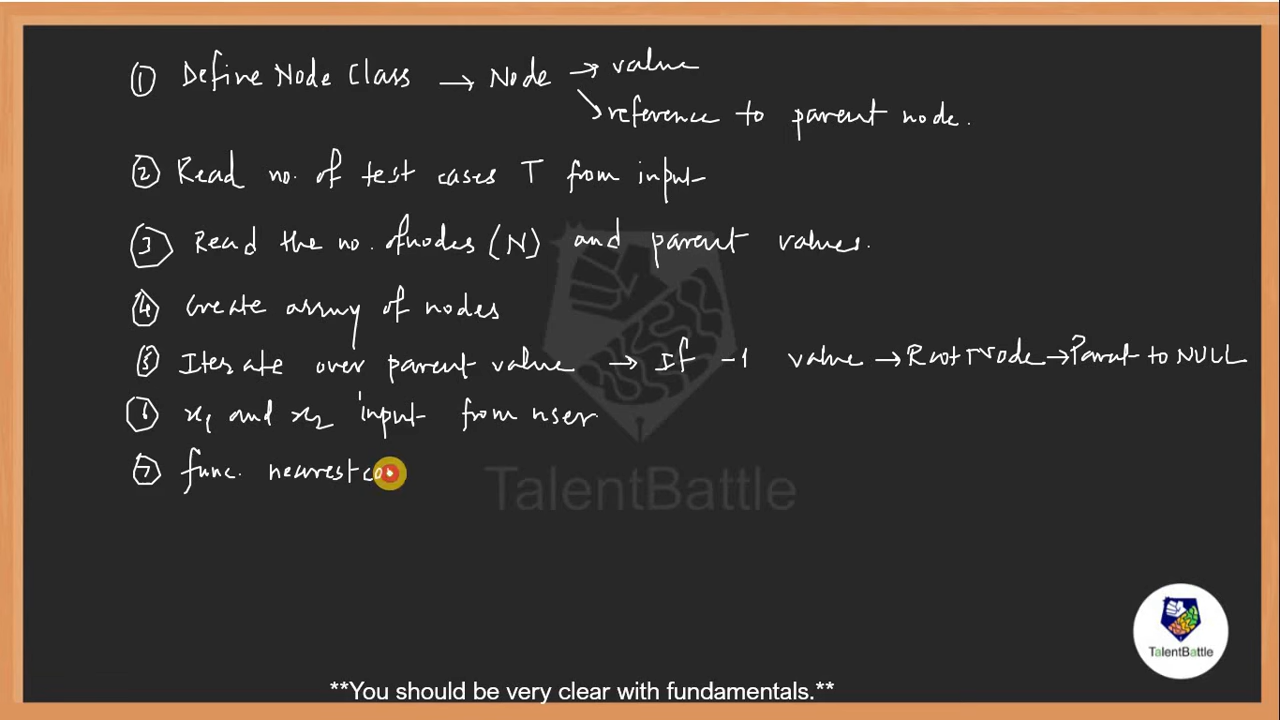 ① Define Node Class → Node → value
↘ reference to parent node.
② Read no. of test cases T from input
③ Read the no. of nodes (N) and parent values.
④ Create array of nodes
⑤ Iterate over parent value → If -1 value → Root Node → Parent to NULL
⑥ x1 and x2 input from user
⑦ func. nearestco
TalentBattle
TalentBattle
**You should be very clear with fundamentals.**